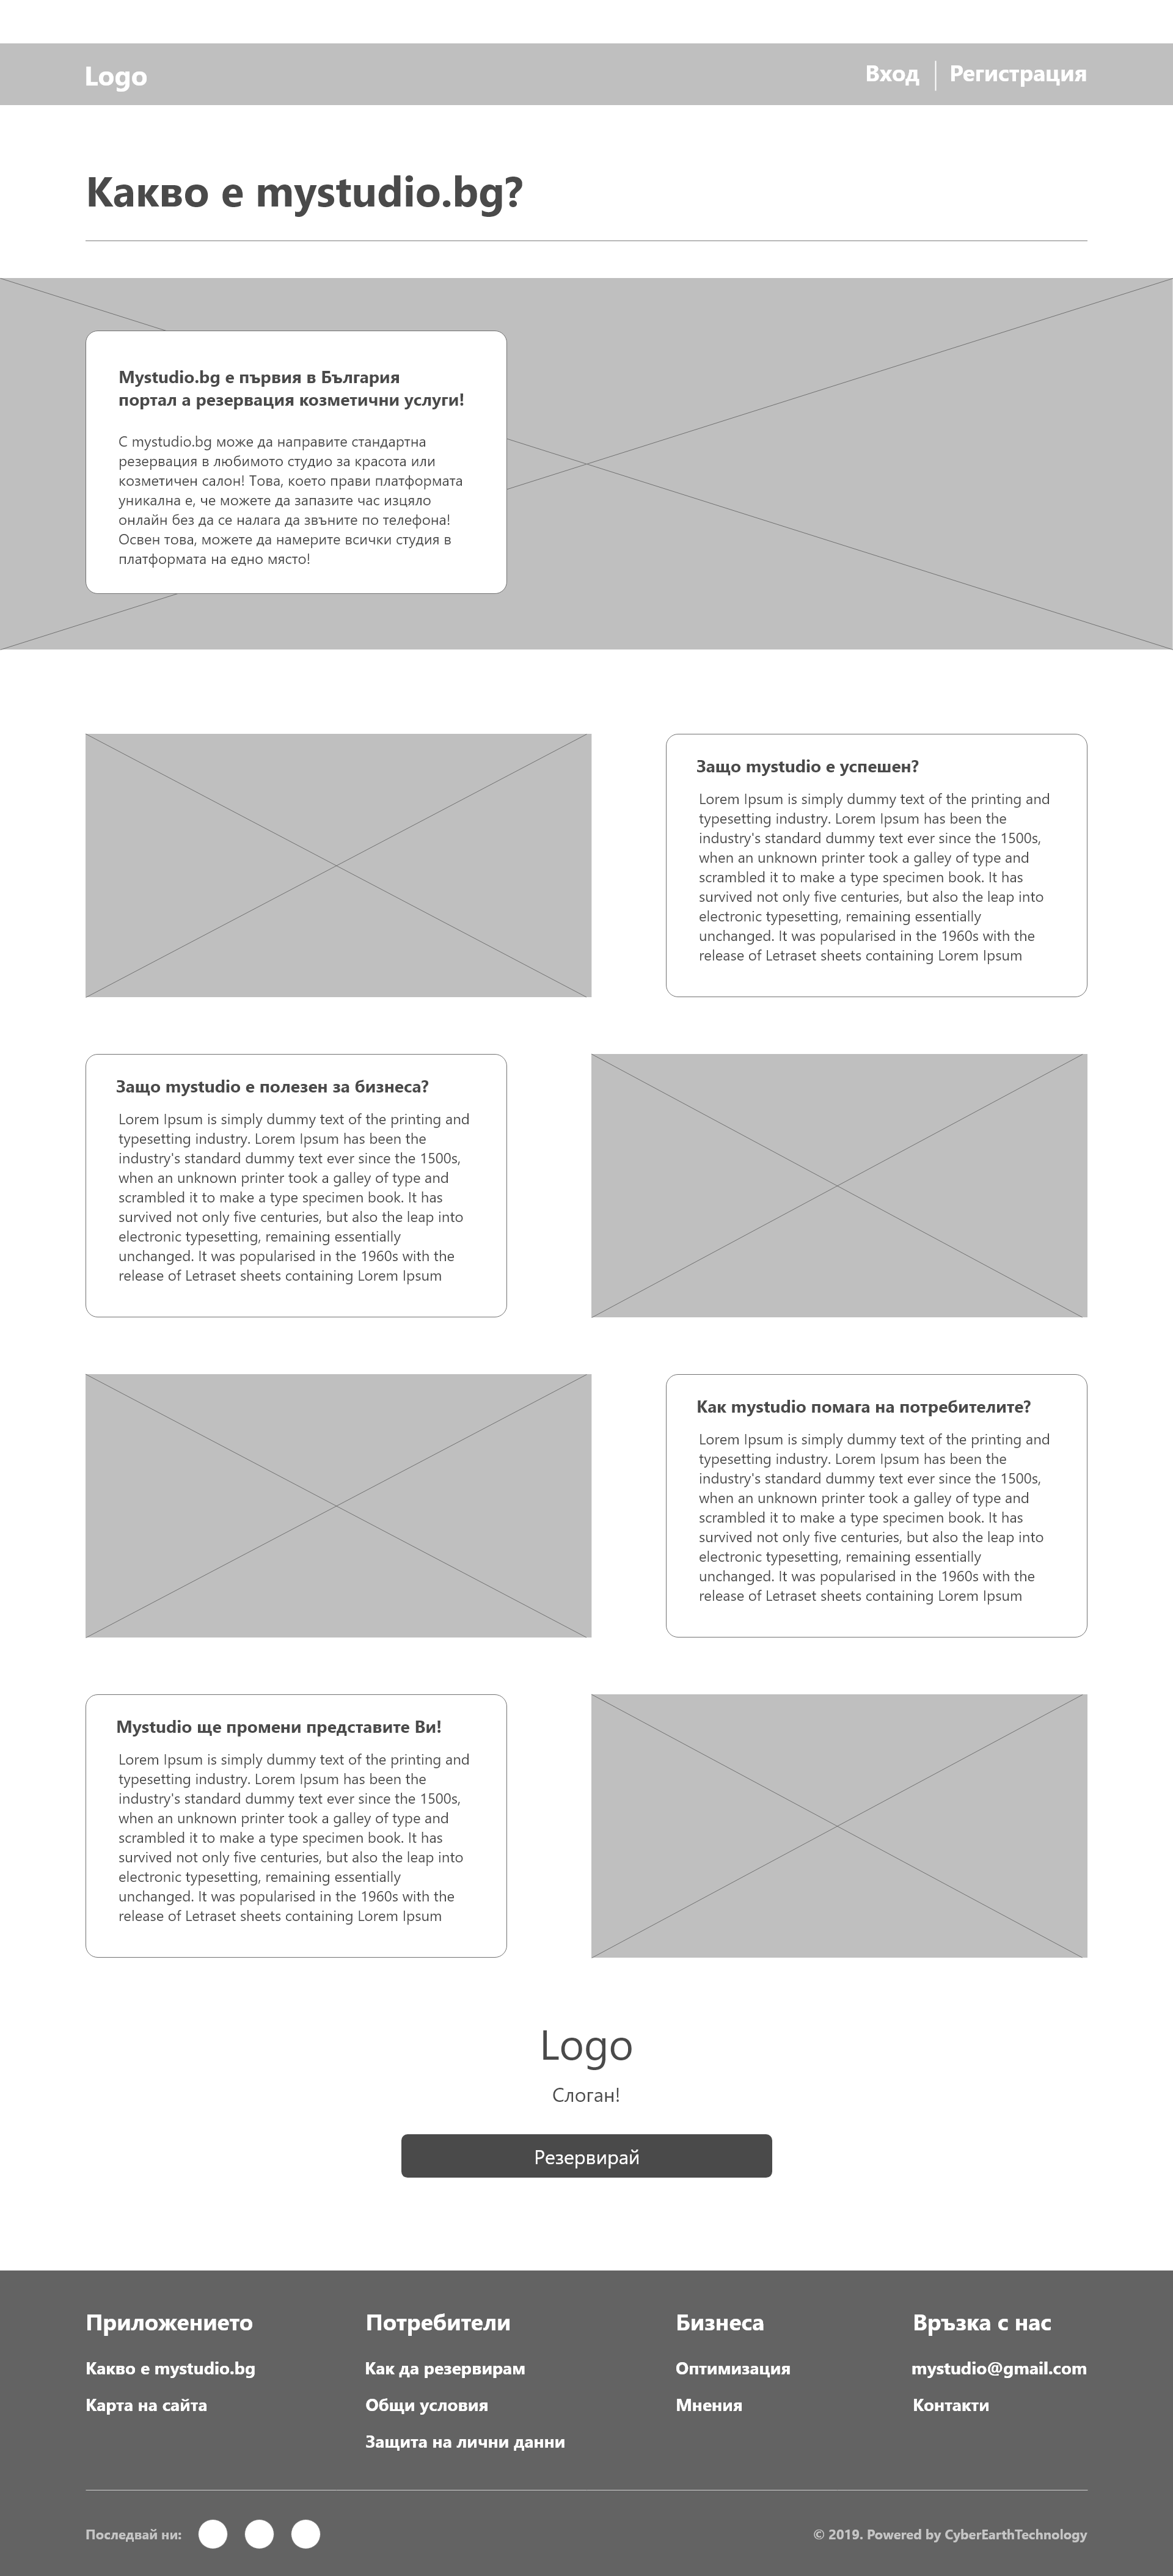 Logo
Вход
Регистрация
Какво е mystudio.bg?
Mystudio.bg е първия в България
портал а резервация козметични услуги!
С mystudio.bg може да направите стандартна
резервация в любимото студио за красота или
козметичен салон! Това, което прави платформата
уникална е, че можете да запазите час изцяло
онлайн без да се налага да звъните по телефона!
Освен това, можете да намерите всички студия в
платформата на едно място!
Защо mystudio е успешен?
Lorem Ipsum is simply dummy text of the printing and
typesetting industry. Lorem Ipsum has been the
industry's standard dummy text ever since the 1500s,
when an unknown printer took a galley of type and
scrambled it to make a type specimen book. It has
survived not only five centuries, but also the leap into
electronic typesetting, remaining essentially
unchanged. It was popularised in the 1960s with the
release of Letraset sheets containing Lorem Ipsum
Защо mystudio е полезен за бизнеса?
Lorem Ipsum is simply dummy text of the printing and
typesetting industry. Lorem Ipsum has been the
industry's standard dummy text ever since the 1500s,
when an unknown printer took a galley of type and
scrambled it to make a type specimen book. It has
survived not only five centuries, but also the leap into
electronic typesetting, remaining essentially
unchanged. It was popularised in the 1960s with the
release of Letraset sheets containing Lorem Ipsum
Как mystudio помага на потребителите?
Lorem Ipsum is simply dummy text of the printing and
typesetting industry. Lorem Ipsum has been the
industry's standard dummy text ever since the 1500s,
when an unknown printer took a galley of type and
scrambled it to make a type specimen book. It has
survived not only five centuries, but also the leap into
electronic typesetting, remaining essentially
unchanged. It was popularised in the 1960s with the
release of Letraset sheets containing Lorem Ipsum
Mystudio ще промени представите Ви!
Lorem Ipsum is simply dummy text of the printing and
typesetting industry. Lorem Ipsum has been the
industry's standard dummy text ever since the 1500s,
when an unknown printer took a galley of type and
scrambled it to make a type specimen book. It has
survived not only five centuries, but also the leap into
electronic typesetting, remaining essentially
unchanged. It was popularised in the 1960s with the
release of Letraset sheets containing Lorem Ipsum
Logo
Слоган!
Резервирай
Приложението
Какво е mystudio.bg
Карта на сайта
Потребители
Как да резервирам
Общи условия
Защита на лични данни
Бизнеса
Оптимизация
Мнения
Връзка с нас
mystudio@gmail.com
Контакти
Последвай ни:
© 2019. Powered by CyberEarthTechnology